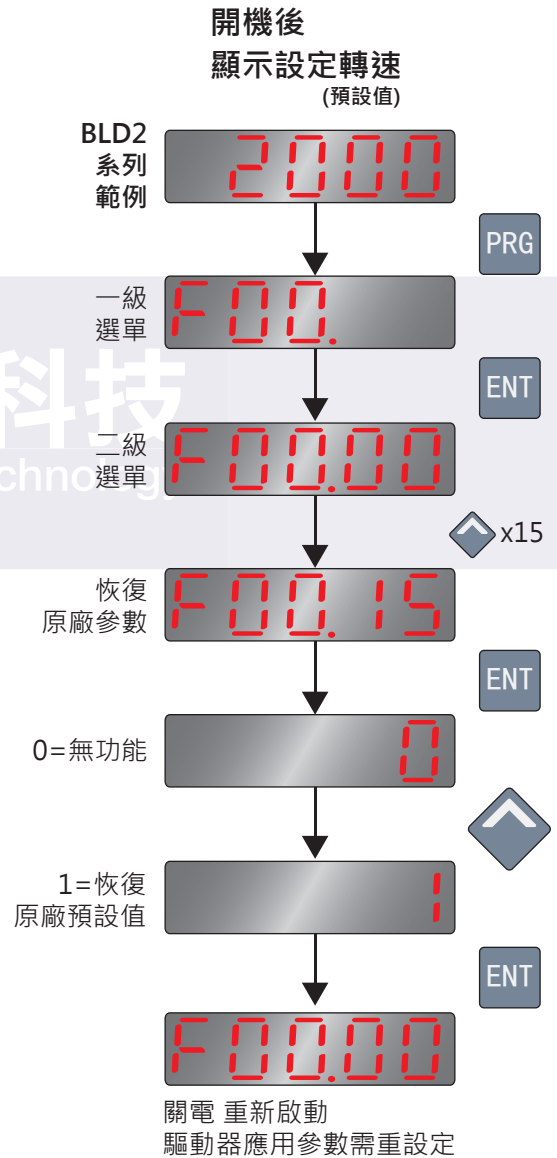 開機後
顯示設定轉速
(預設值)
BLD2
系列
範例
2000
PRG
一級
選單
F00.
ENT
科技
二級
選單
F00.00
chnology
x15
恢復
原廠參數
F00.15
ENT
0=無功能
0
1=恢復
原廠預設值
1
ENT
F00.00
關電 重新啟動
驅動器應用參數需重設定